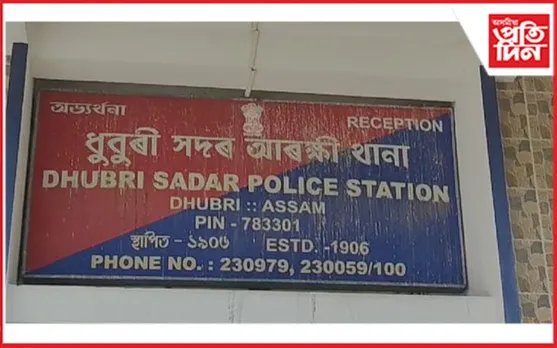 অসমীয়া
প্ৰতি
দিন
অভ্যৰ্থনা
RECEPTION
ধুবুৰী সদৰ আৰক্ষী থানা
DHUBRI SADAR POLICE STATION
DHUBRI :: ASSAM
PIN - 783301
স্থাপিত - ১৯০৬ ESTD. -1906
PHONE NO. : 230979, 230059/100